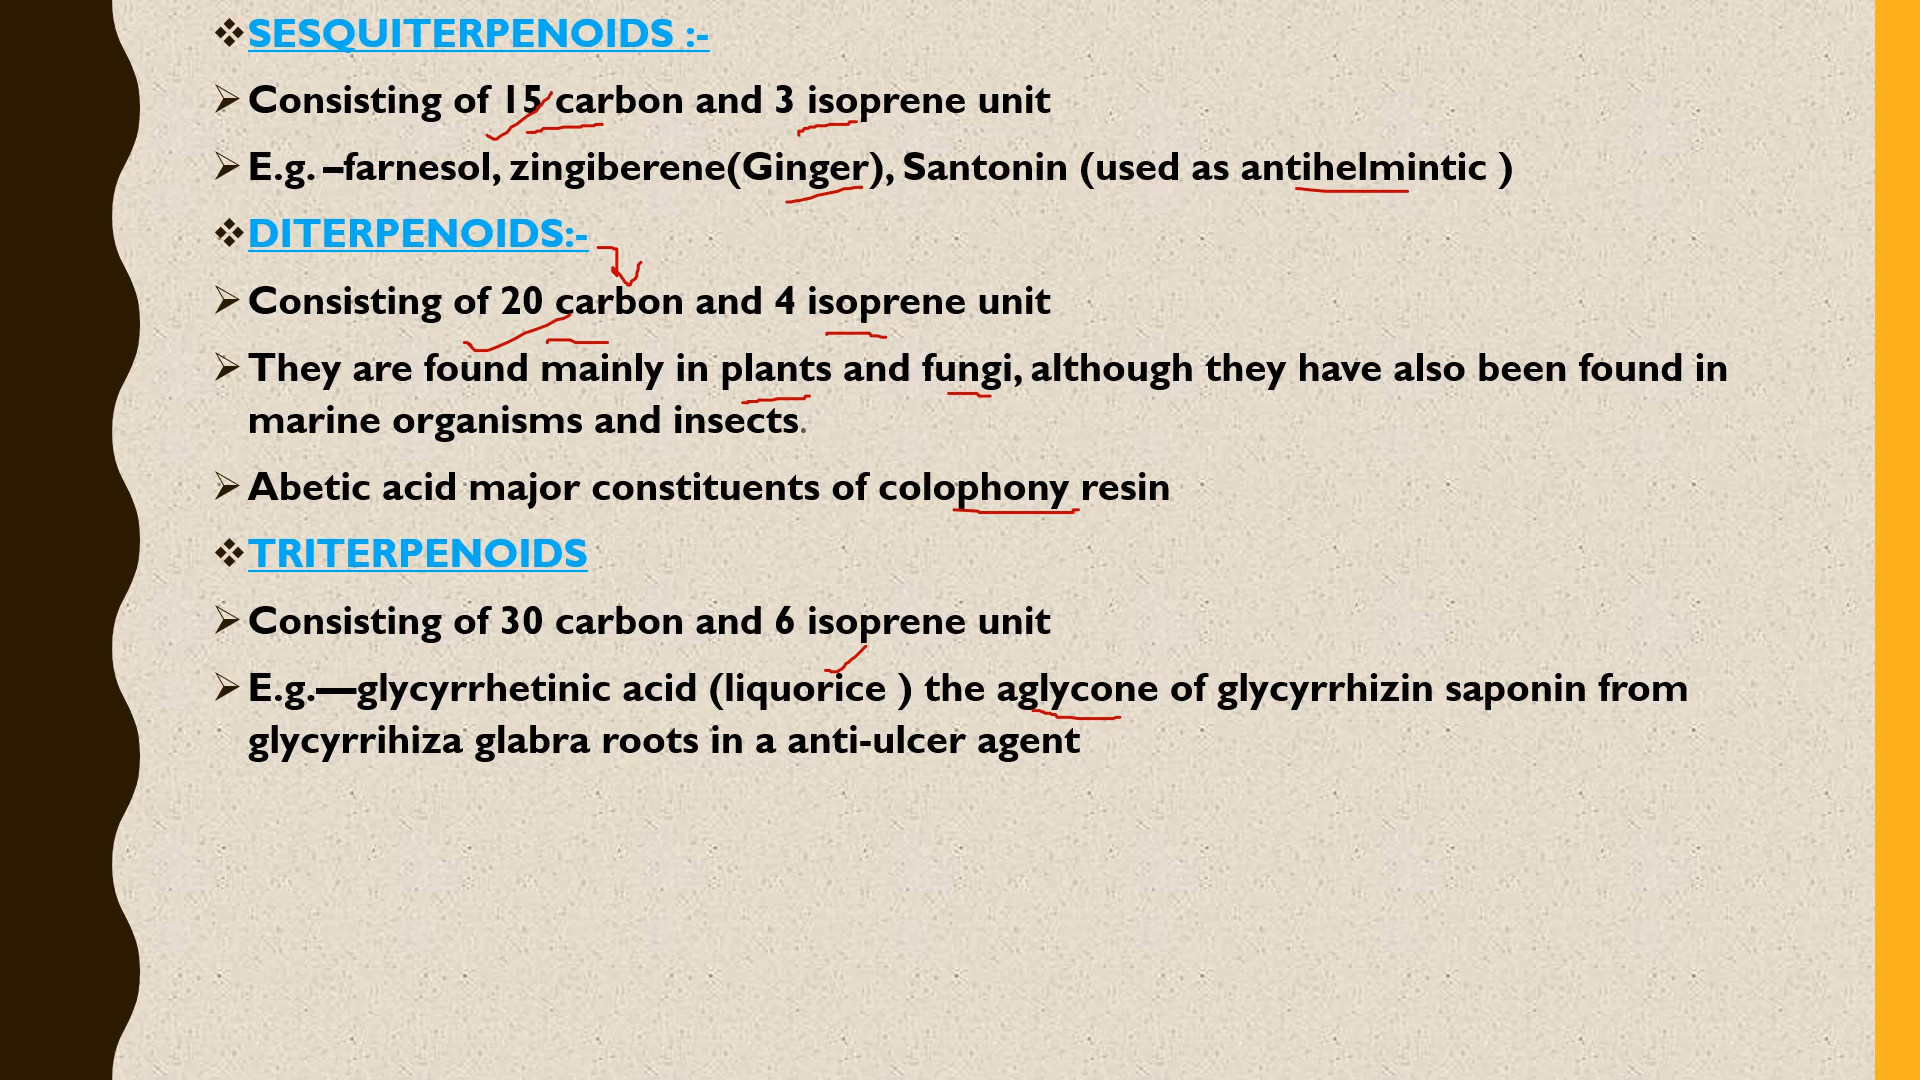 ❖SESQUITERPENOIDS :-
➢Consisting of 15 carbon and 3 isoprene unit
➢E.g. –farnesol, zingiberene(Ginger), Santonin (used as antihelmintic )
❖DITERPENOIDS:-
➢Consisting of 20 carbon and 4 isoprene unit
➢They are found mainly in plants and fungi, although they have also been found in
marine organisms and insects.
➢Abetic acid major constituents of colophony resin
❖TRITERPENOIDS
➢Consisting of 30 carbon and 6 isoprene unit
➢E.g.—glycyrrhetinic acid (liquorice ) the aglycone of glycyrrhizin saponin from
glycyrrihiza glabra roots in a anti-ulcer agent